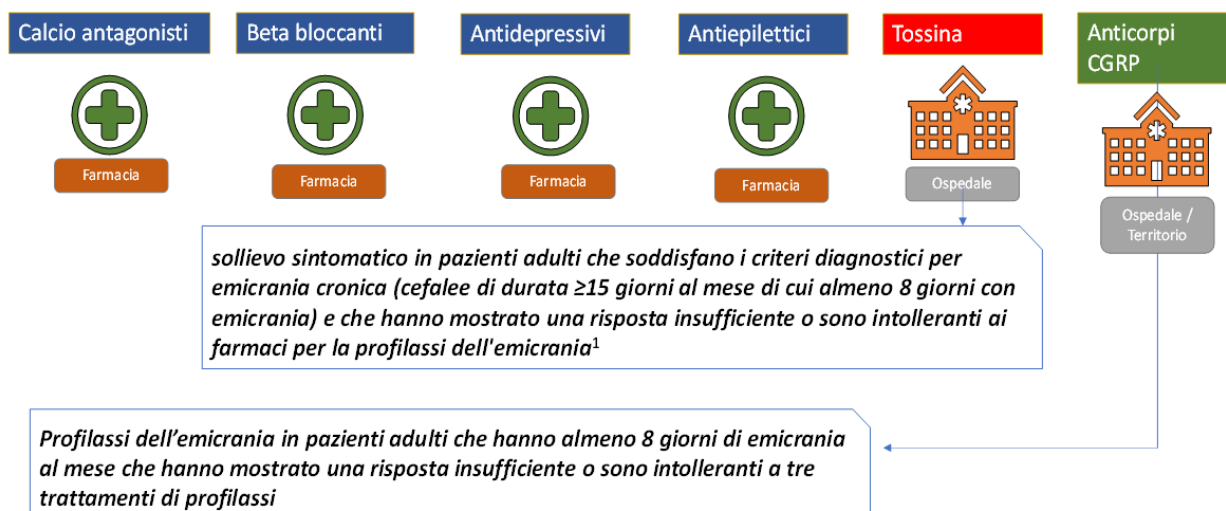 Calcio antagonisti
Beta bloccanti
Antidepressivi
Antiepilettici
Tossina
Anticorpi
CGRP
Farmacia
Farmacia
Farmacia
Farmacia
Ospedale
Ospedale /
Territorio
sollievo sintomatico in pazienti adulti che soddisfano i criteri diagnostici per
emicrania cronica (cefalee di durata ≥15 giorni al mese di cui almeno 8 giorni con
emicrania) e che hanno mostrato una risposta insufficiente o sono intolleranti ai
farmaci per la profilassi dell'emicrania¹
Profilassi dell’emicrania in pazienti adulti che hanno almeno 8 giorni di emicrania
al mese che hanno mostrato una risposta insufficiente o sono intolleranti a tre
trattamenti di profilassi